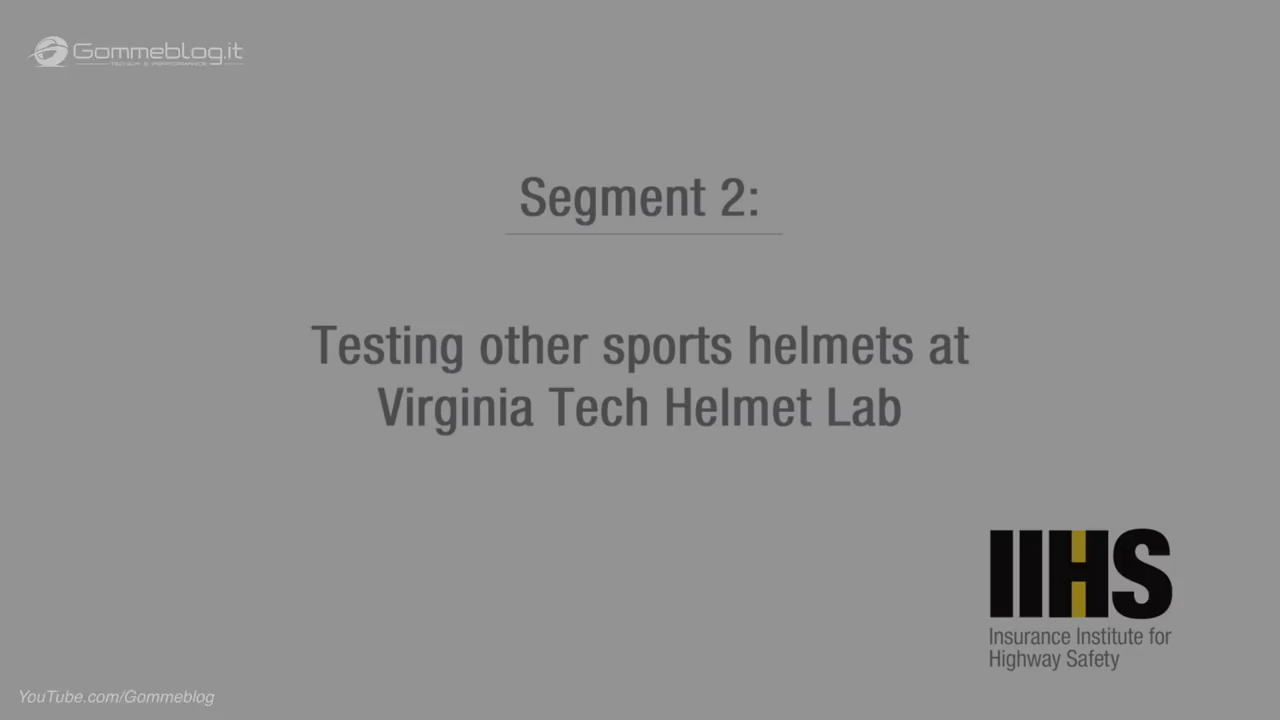 Gommeblog.it
Segment 2:
Testing other sports helmets at
Virginia Tech Helmet Lab
IIHS
Insurance Institute for
Highway Safety
YouTube.com/Gommeblog